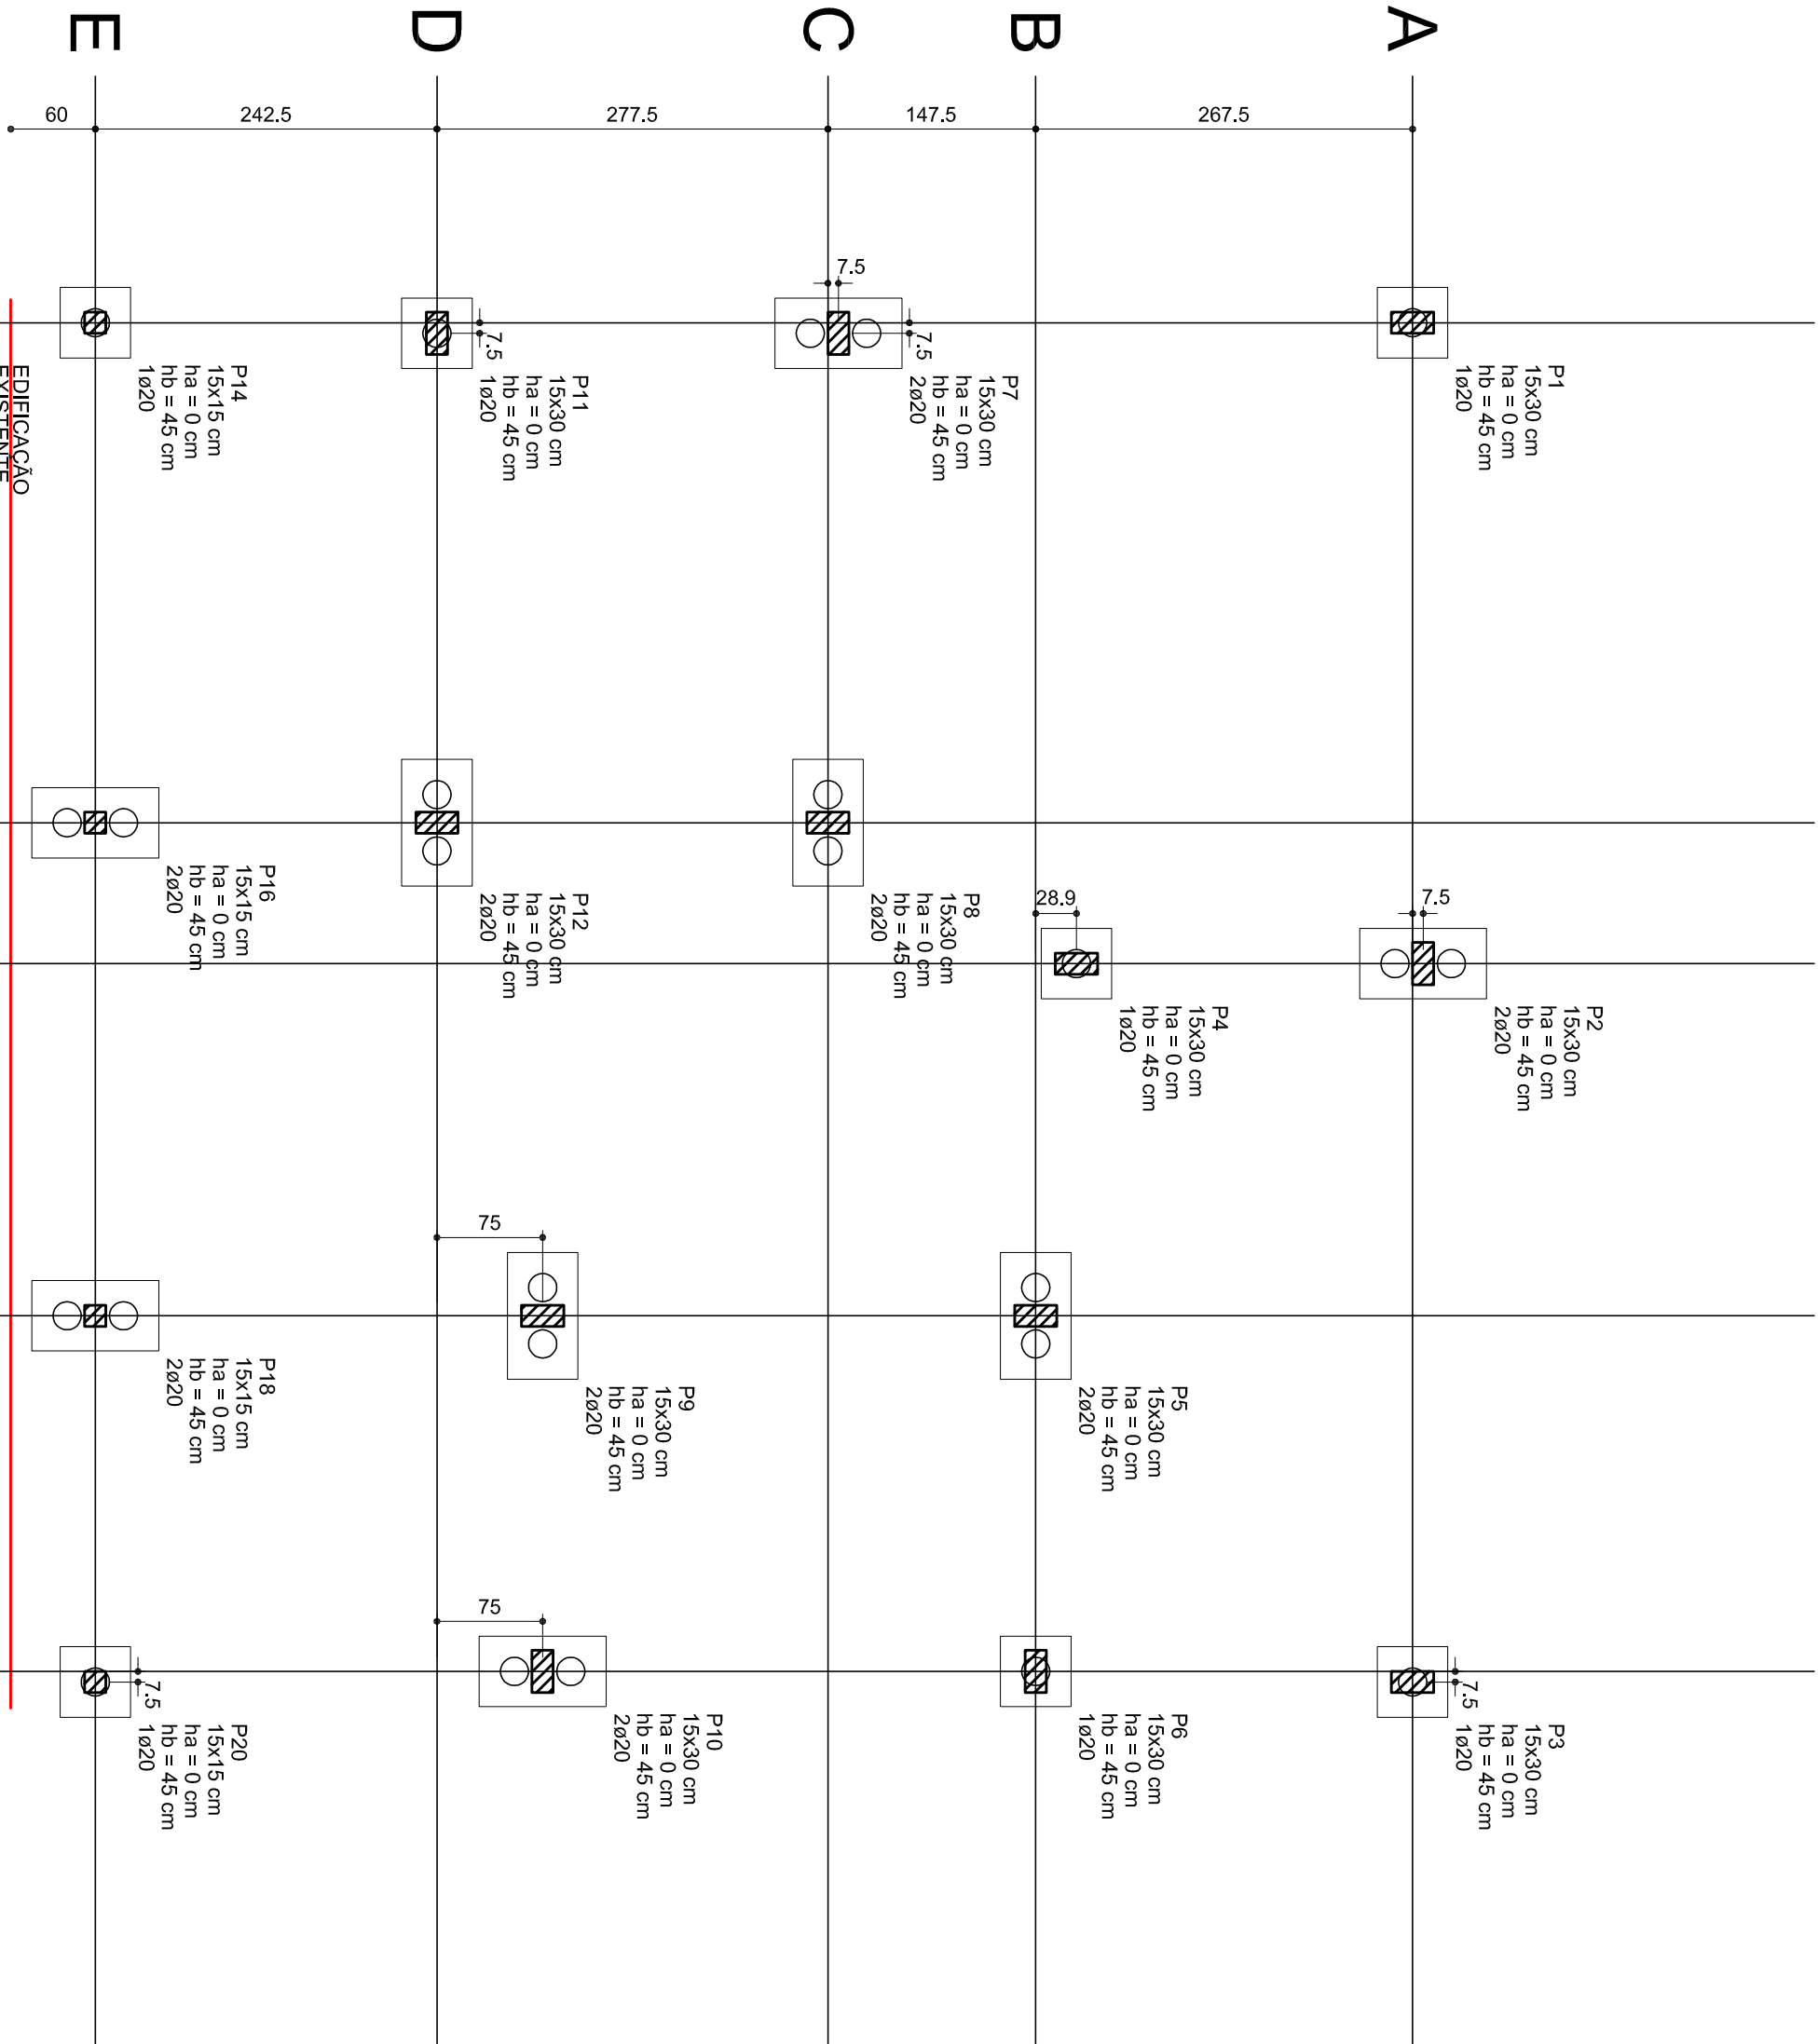 E
D
C
B
A
60
242.5
277.5
147.5
267.5
7.5
7.5
7.5
P14
15x15 cm
ha = 0 cm
hb = 45 cm
1ø20
P11
15x30 cm
ha = 0 cm
hb = 45 cm
1ø20
P7
15x30 cm
ha = 0 cm
hb = 45 cm
2ø20
P1
15x30 cm
ha = 0 cm
hb = 45 cm
1ø20
EDIFICAÇÃO
EXISTENTE
P16
15x15 cm
ha = 0 cm
hb = 45 cm
2ø20
P12
15x30 cm
ha = 0 cm
hb = 45 cm
2ø20
P8
15x30 cm
ha = 0 cm
hb = 45 cm
2ø20
28.9
7.5
P4
15x30 cm
ha = 0 cm
hb = 45 cm
1ø20
P2
15x30 cm
ha = 0 cm
hb = 45 cm
2ø20
75
P18
15x15 cm
ha = 0 cm
hb = 45 cm
2ø20
P9
15x30 cm
ha = 0 cm
hb = 45 cm
2ø20
P5
15x30 cm
ha = 0 cm
hb = 45 cm
2ø20
75
7.5
7.5
P20
15x15 cm
ha = 0 cm
hb = 45 cm
1ø20
P10
15x30 cm
ha = 0 cm
hb = 45 cm
2ø20
P6
15x30 cm
ha = 0 cm
hb = 45 cm
1ø20
P3
15x30 cm
ha = 0 cm
hb = 45 cm
1ø20